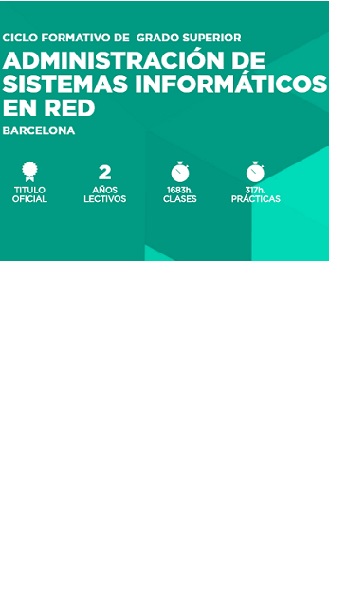 CICLO FORMATIVO DE GRADO SUPERIOR
ADMINISTRACIÓN DE
SISTEMAS INFORMÁTICOS
EN RED
BARCELONA
TITULO
OFICIAL
2
AÑOS
LECTIVOS
1683h.
CLASES
317h.
PRÁCTICAS